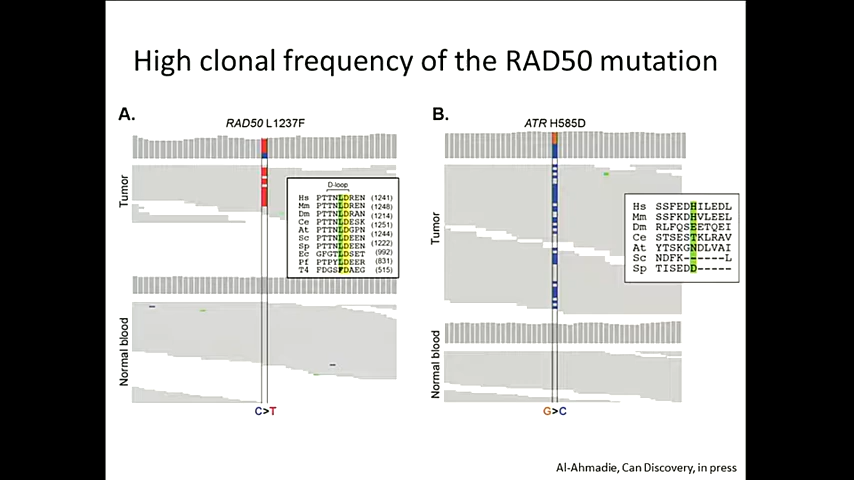 High clonal frequency of the RAD50 mutation
A.
RAD50 L1237F
Tumor
D-loop
Hs PTTNLDREN (1241)
Mm PTTNLDREN (1248)
Dm PTTNLDRAN (1214)
Ce PTTNLDESK (1251)
At PTTNLDGPN (1244)
Sc PTTNLDEEN (1222)
Sp PTTNLDEEN (992)
Ec GFGTLDSET (831)
Pf PTPYLDEER (515)
T4 FDGSFDAEG
Normal blood
C>T
B.
ATR H585D
Tumor
Hs SSFEDHILEDL
Mm SSFKDHVLEEL
Dm RLFQSEETQEI
Ce STSESTKLRAV
At YTSKGNDLVAI
Sc NDFK------L
Sp TISEDD-----
Normal blood
G>C
Al-Ahmadie, Can Discovery, in press